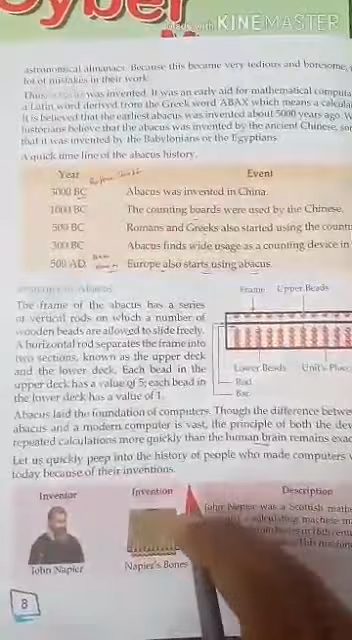 Cyber
Made with KINEMASTER
astronomical almanacs. Because this became very tedious and boresome,
lot of mistakes in their work.
was invented. It was an early aid for mathematical computa
a Latin word derived from the Greek word ABAX which means a calcula
It is believed that the earliest abacus was invented about 5000 years ago. W
historians believe that the abacus was invented by the ancient Chinese, so
that it was invented by the Babylonians or the Egyptians.
A quick time line of the abacus history.
Year Event
3000 BC Abacus was invented in China.
1000 BC The counting boards were used by the Chinese.
500 BC Romans and Greeks also started using the counti
300 BC Abacus finds wide usage as a counting device in
500 AD Europe also starts using abacus.
Abacus
The frame of the abacus has a series
of vertical rods on which a number of
wooden beads are allowed to slide freely.
A horizontal rod separates the frame into
two sections, known as the upper deck
and the lower deck. Each bead in the
upper deck has a value of 5; each bead in
the lower deck has a value of 1.
Frame Upper Beads
Lower Beads Unit's Place
Rod
Bar
Abacus laid the foundation of computers. Though the difference betwe
abacus and a modern computer is vast, the principle of both the dev
repeated calculations more quickly than the human brain remains exac
Let us quickly peep into the history of people who made computers
today because of their inventions.
Inventor Invention Description
John Napier was a Scottish math
calculating machine
John Napier Napier's Bones
8